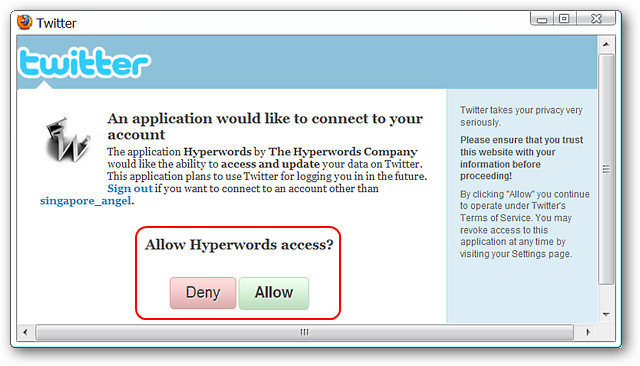 Twitter
twitter
An application would like to connect to your
account
The application Hyperwords by The Hyperwords Company
would like the ability to access and update your data on Twitter.
This application plans to use Twitter for logging you in in the future.
Sign out if you want to connect to an account other than
singapore_angel.
Allow Hyperwords access?
Deny Allow
Twitter takes your privacy very
seriously.
Please ensure that you trust
this website with your
information before
proceeding!
By clicking "Allow" you continue
to operate under Twitter's
Terms of Service. You may
revoke access to this
application at any time by
visiting your Settings page.